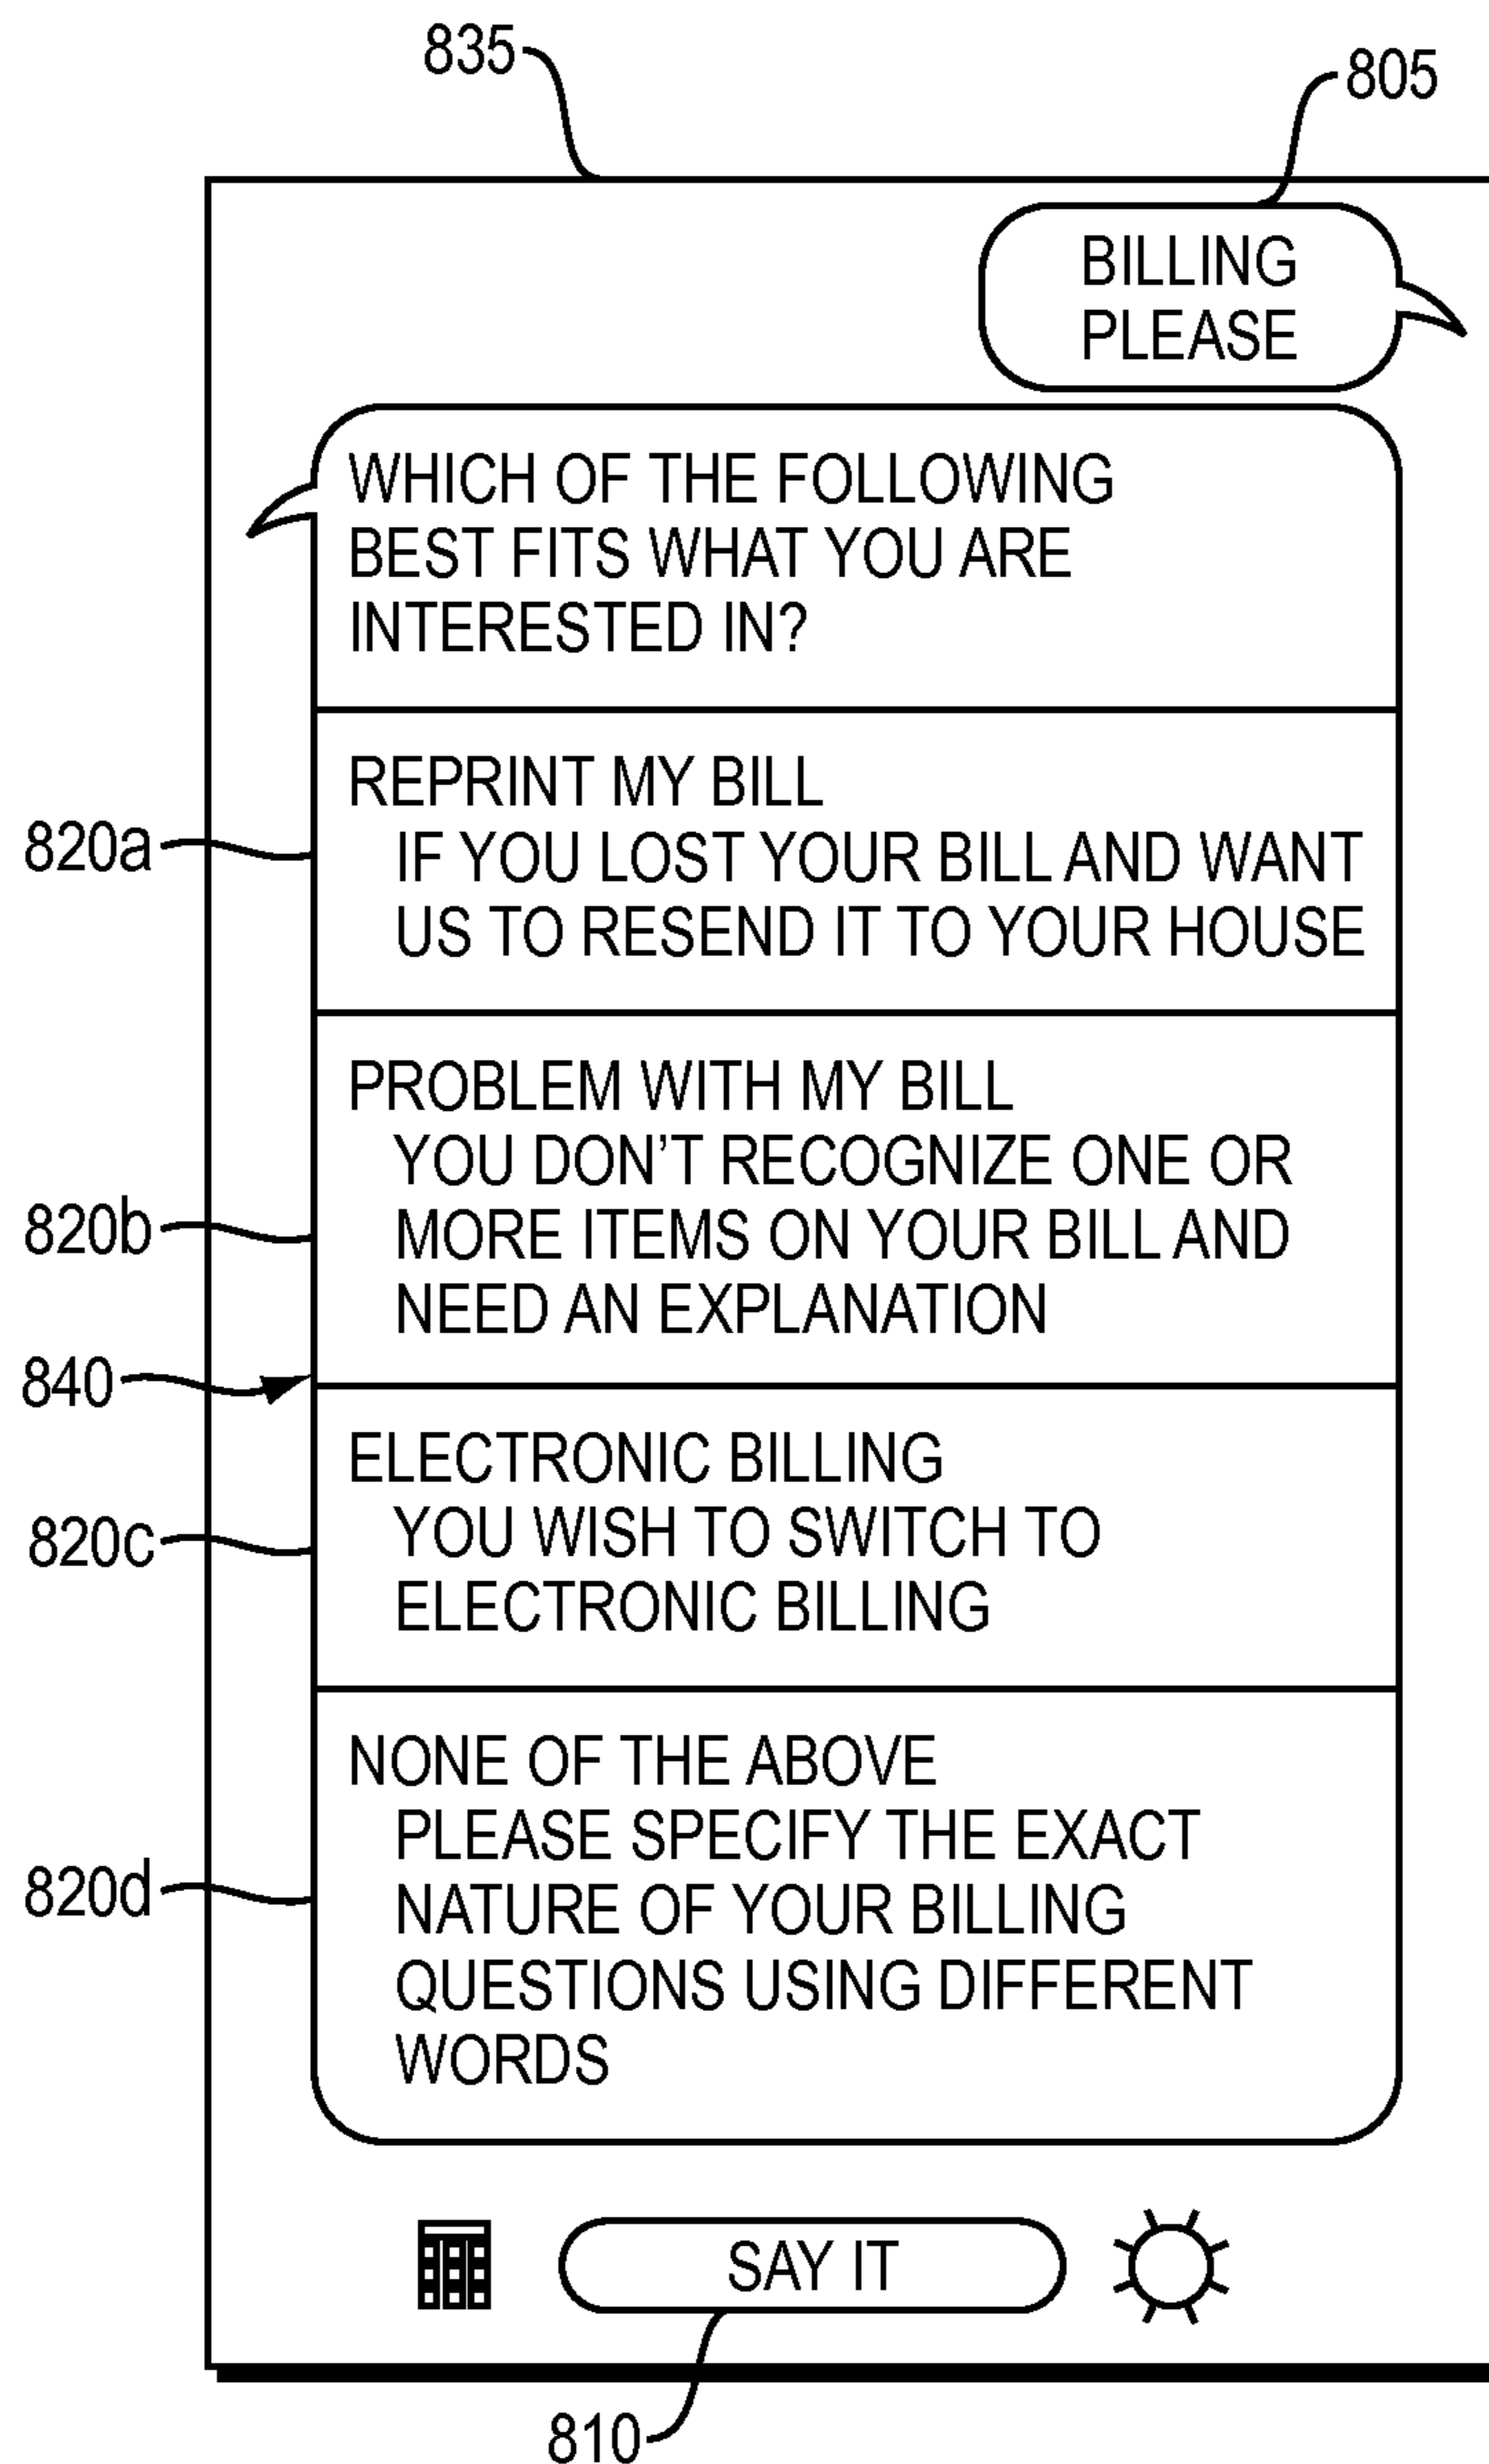 835
805
BILLING
PLEASE
WHICH OF THE FOLLOWING
BEST FITS WHAT YOU ARE
INTERESTED IN?
REPRINT MY BILL
820a
IF YOU LOST YOUR BILL AND WANT
US TO RESEND IT TO YOUR HOUSE
PROBLEM WITH MY BILL
YOU DON'T RECOGNIZE ONE OR
820b
MORE ITEMS ON YOUR BILL AND
NEED AN EXPLANATION
840
ELECTRONIC BILLING
820c
YOU WISH TO SWITCH TO
ELECTRONIC BILLING
NONE OF THE ABOVE
PLEASE SPECIFY THE EXACT
820d
NATURE OF YOUR BILLING
QUESTIONS USING DIFFERENT
WORDS
SAY IT
810